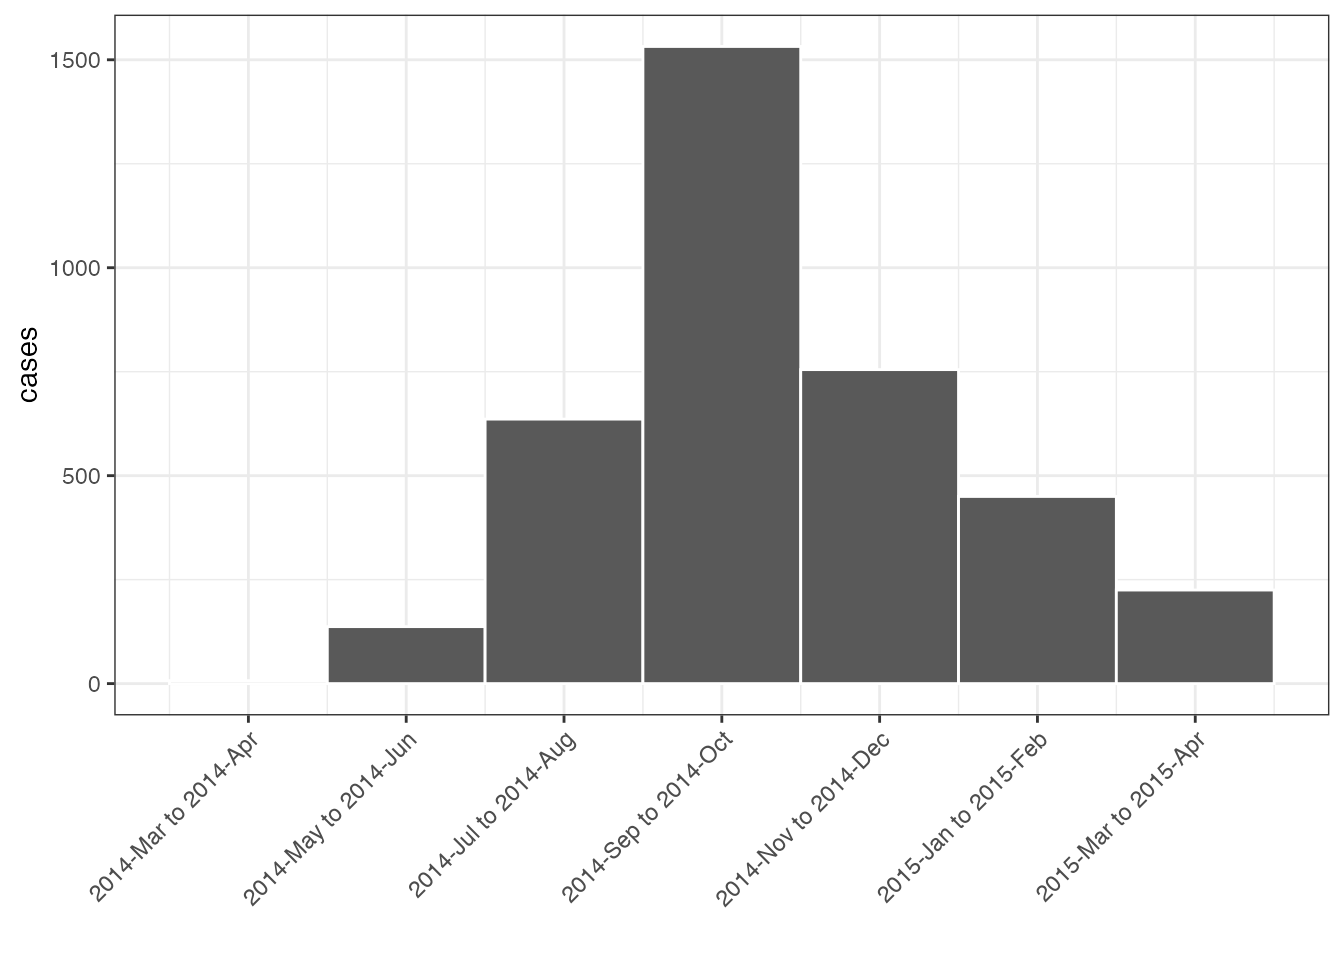 cases
1500
1000
500
0
2014-Mar to 2014-Apr
2014-May to 2014-Jun
2014-Jul to 2014-Aug
2014-Sep to 2014-Oct
2014-Nov to 2014-Dec
2015-Jan to 2015-Feb
2015-Mar to 2015-Apr